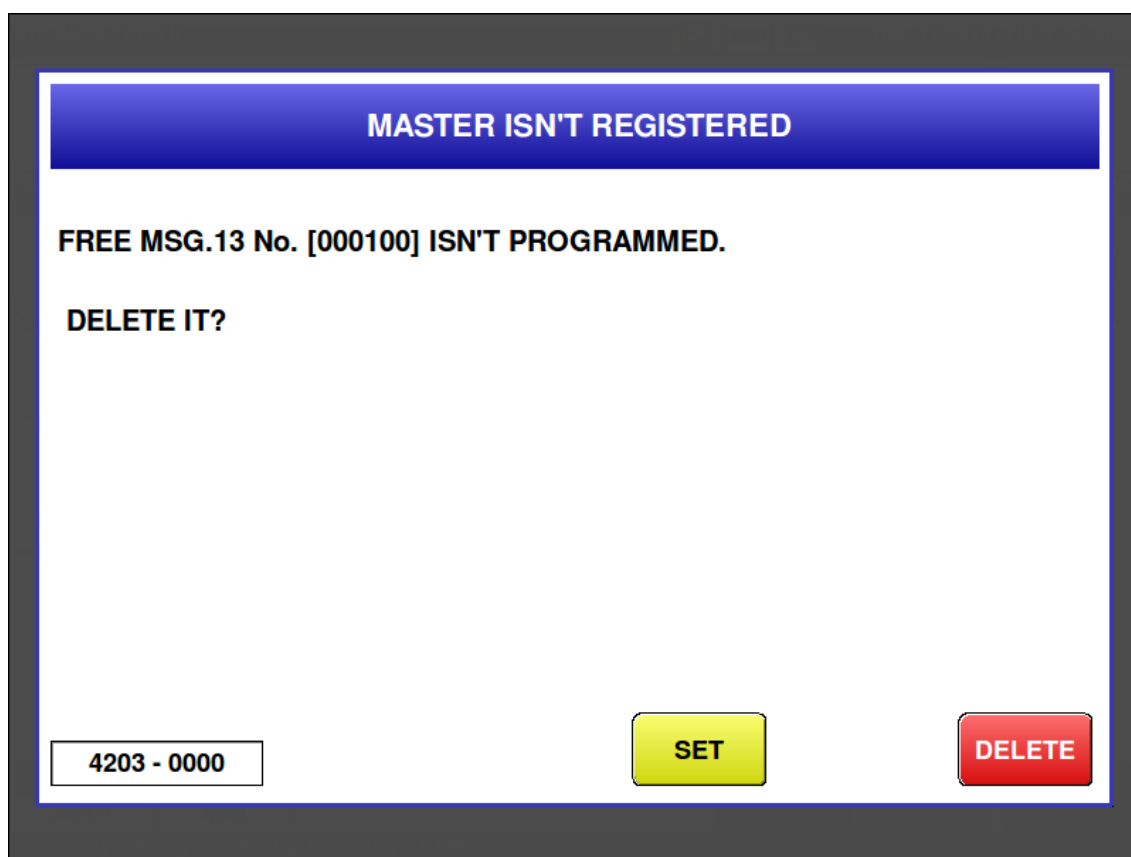 MASTER ISN'T REGISTERED
FREE MSG.13 No. [000100] ISN'T PROGRAMMED.
DELETE IT?
4203 - 0000
SET
DELETE